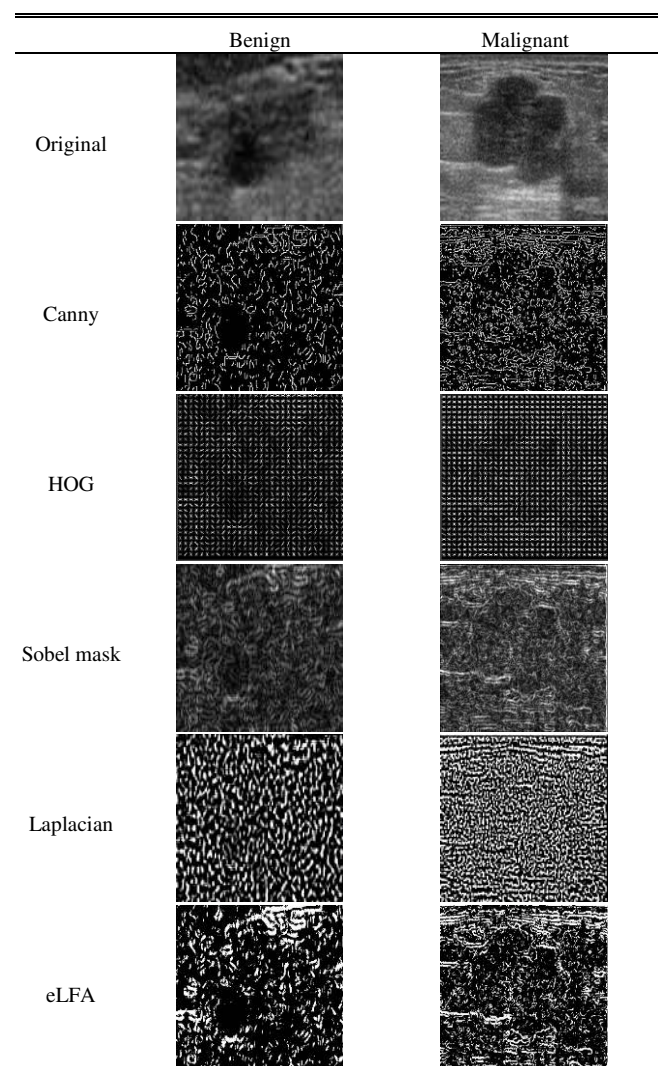 Benign Malignant
Original
Canny
HOG
Sobel mask
Laplacian
eLFA